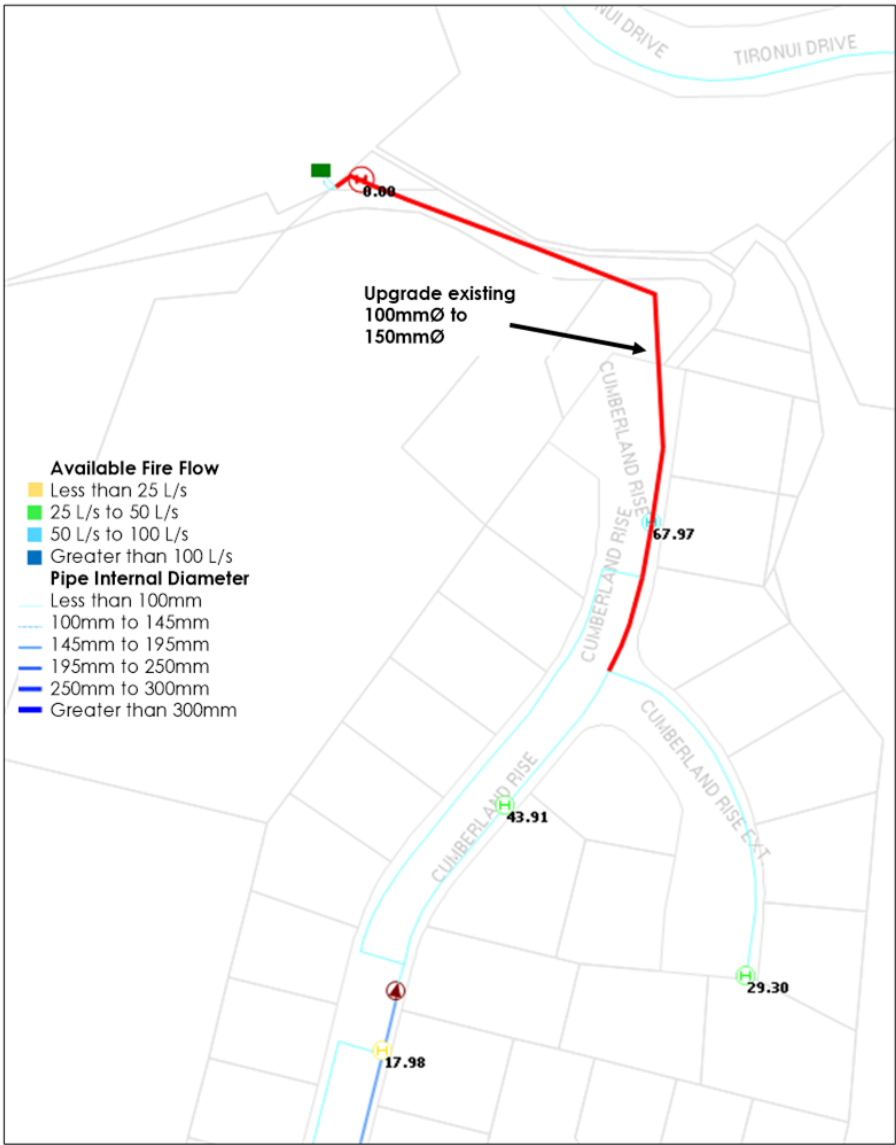 NUI DRIVE
TIRONUI DRIVE
0.00
Upgrade existing
100mmØ to
150mmØ
CUMBERLAND RISE
Available Fire Flow
Less than 25 L/s
25 L/s to 50 L/s
50 L/s to 100 L/s
Greater than 100 L/s
Pipe Internal Diameter
Less than 100mm
100mm to 145mm
145mm to 195mm
195mm to 250mm
250mm to 300mm
Greater than 300mm
H
67.97
CUMBERLAND RISE
CUMBERLAND RISE EXT.
CUMBERLAND RISE
H
43.91
H
29.30
H
17.98